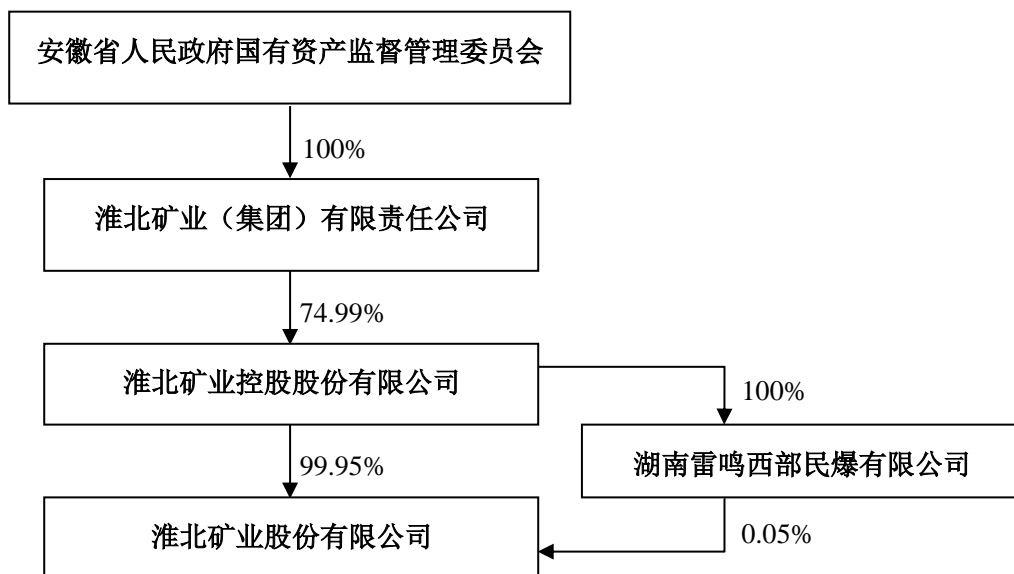 安徽省人民政府国有资产监督管理委员会
100%
淮北矿业（集团）有限责任公司
74.99%
淮北矿业控股股份有限公司
100%
99.95%
湖南雷鸣西部民爆有限公司
淮北矿业股份有限公司
0.05%